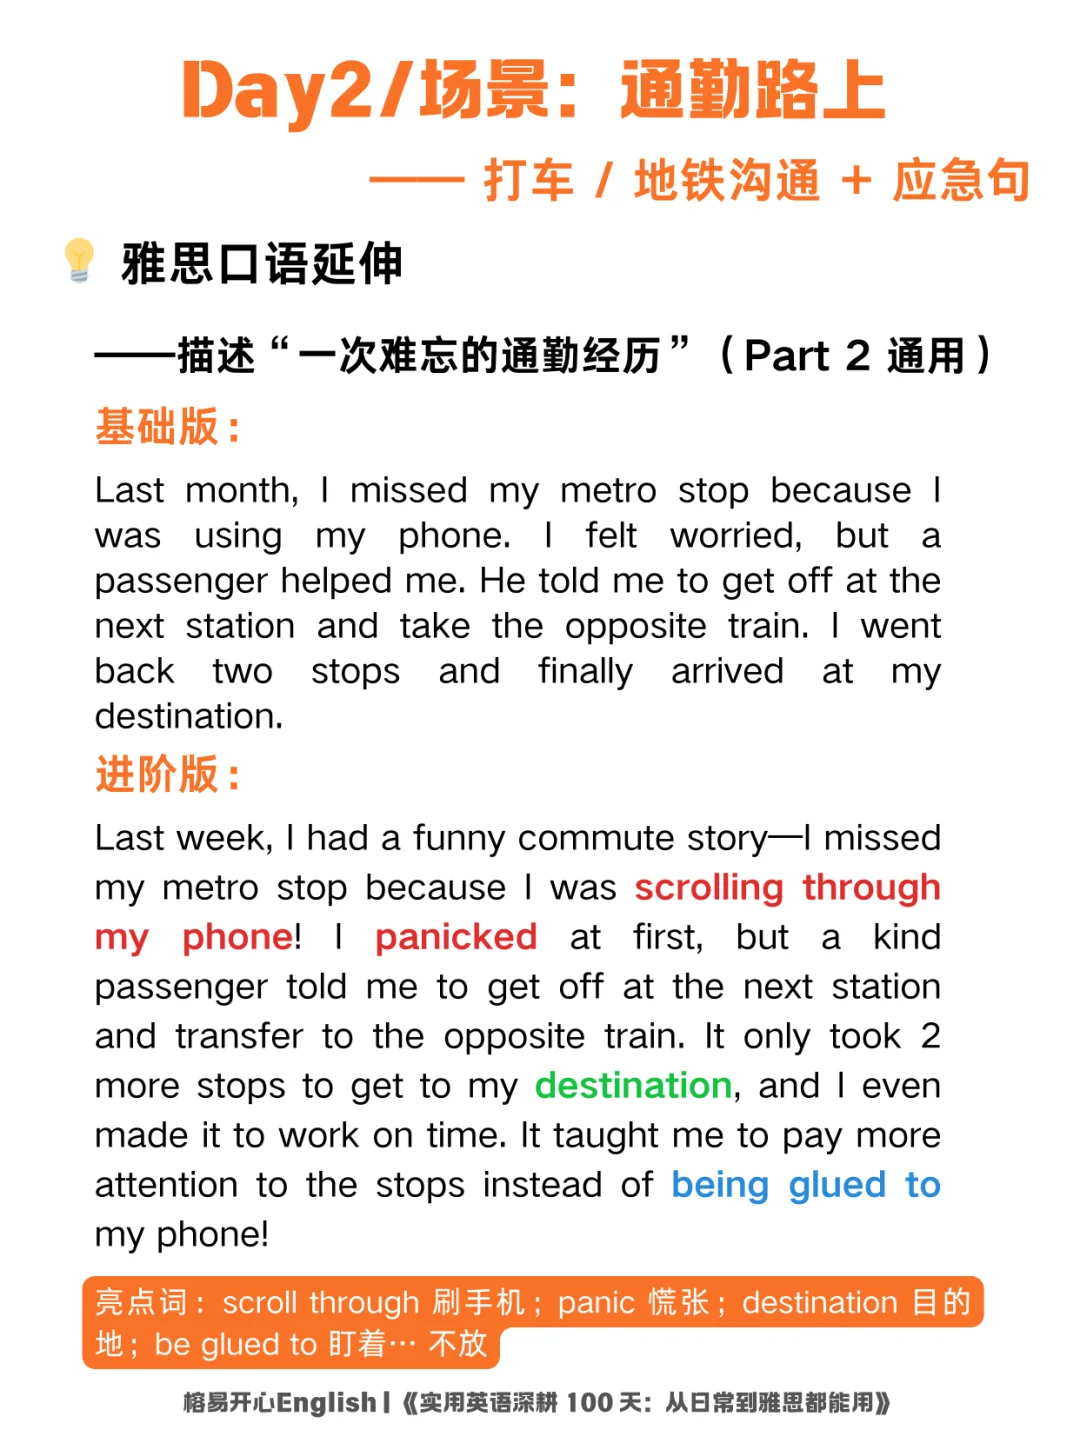 Day2/场景：通勤路上
—— 打车 / 地铁沟通 + 应急句
💡 雅思口语延伸
——描述“一次难忘的通勤经历”（Part 2 通用）
基础版：
Last month, I missed my metro stop because I
was using my phone. I felt worried, but a
passenger helped me. He told me to get off at the
next station and take the opposite train. I went
back two stops and finally arrived at my
destination.
进阶版：
Last week, I had a funny commute story—I missed
my metro stop because I was scrolling through
my phone! I panicked at first, but a kind
passenger told me to get off at the next station
and transfer to the opposite train. It only took 2
more stops to get to my destination, and I even
made it to work on time. It taught me to pay more
attention to the stops instead of being glued to
my phone!
亮点词：scroll through 刷手机；panic 慌张；destination 目的
地；be glued to 盯着… 不放
榕易开心English |《实用英语深耕 100 天：从日常到雅思都能用》